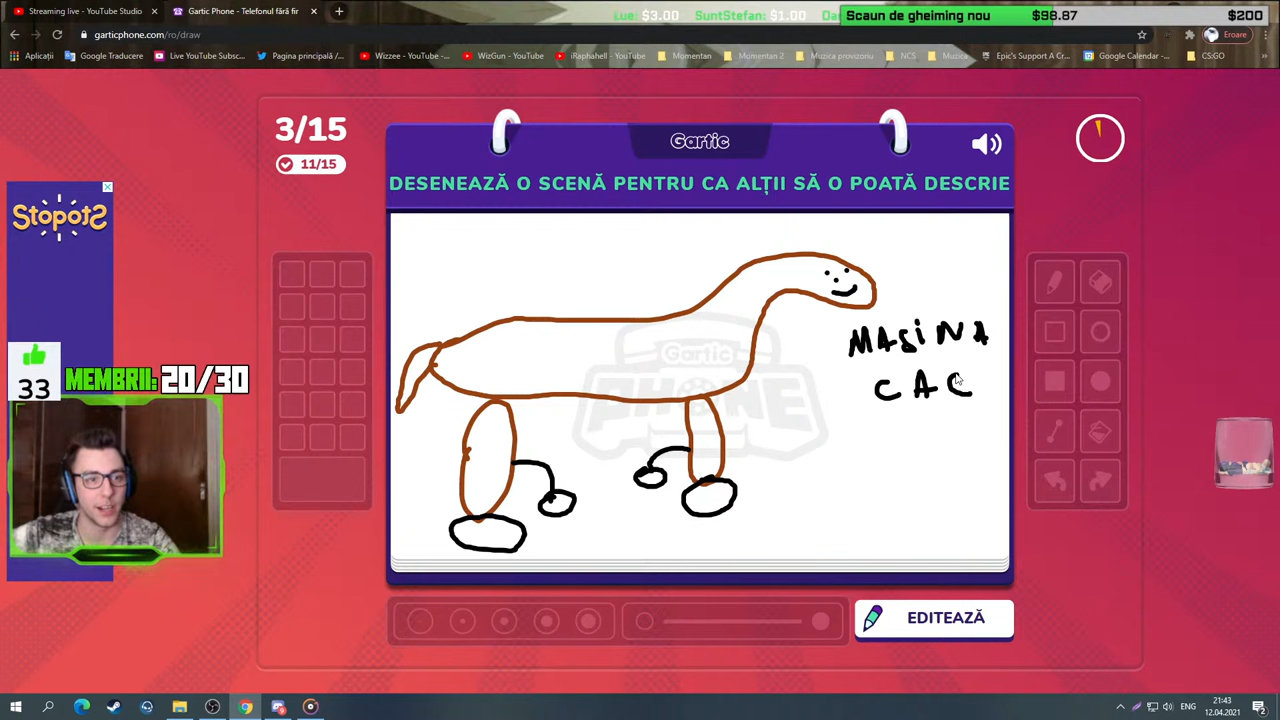 Streaming live - YouTube Studio
Gartic Phone - Telefonul fără fir
Lue: $3.00 SuntStefan: $1.00
Scaun de gheiming nou $98.87 $200
garticphone.com/ro/draw
Eroare
Aplicații
Google Traducere
Live YouTube Subsc...
Pagina principală /...
Wizzee - YouTube -...
WizGun - YouTube
iRaphahell - YouTube
Momentan
Momentan 2
Muzica provizoriu
NCS
Muzica
Epic's Support A Cr...
Google Calendar -...
CS:GO
3/15
11/15
Gartic
DESENEAZĂ O SCENĂ PENTRU CA ALȚII SĂ O POATĂ DESCRIE
StopotS
Gartic
PHONE
MAȘiNA
CAC
33
MEMBRII: 20/30
EDITEAZĂ
ENG
21:43
12.04.2021
2